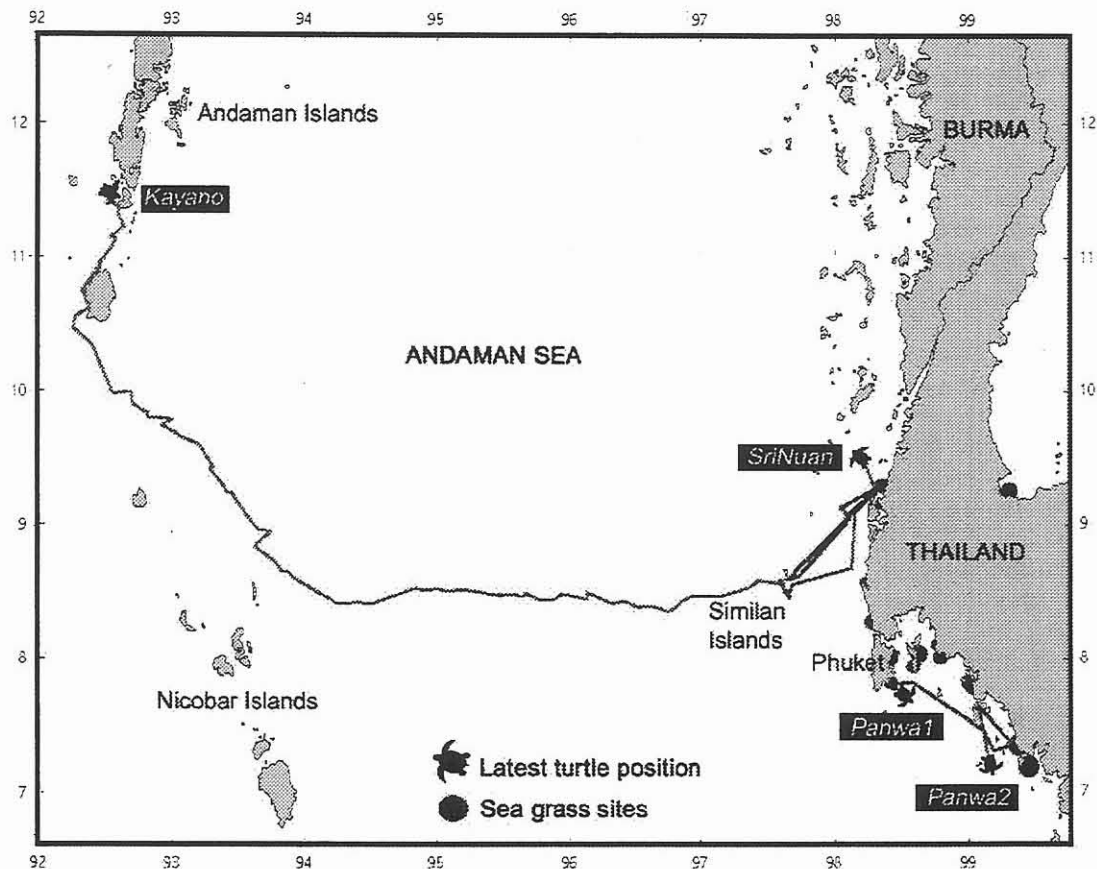 92 93 94 95 96 97 98 99
12 Andaman Islands BURMA 12
Kayano
11 11
ANDAMAN SEA
10 10
SriNuan
9 THAILAND 9
Similan
Islands
8 Phuket 8
Nicobar Islands
Panwa1
Latest turtle position
7 Panwa2 7
Sea grass sites
92 93 94 95 96 97 98 99